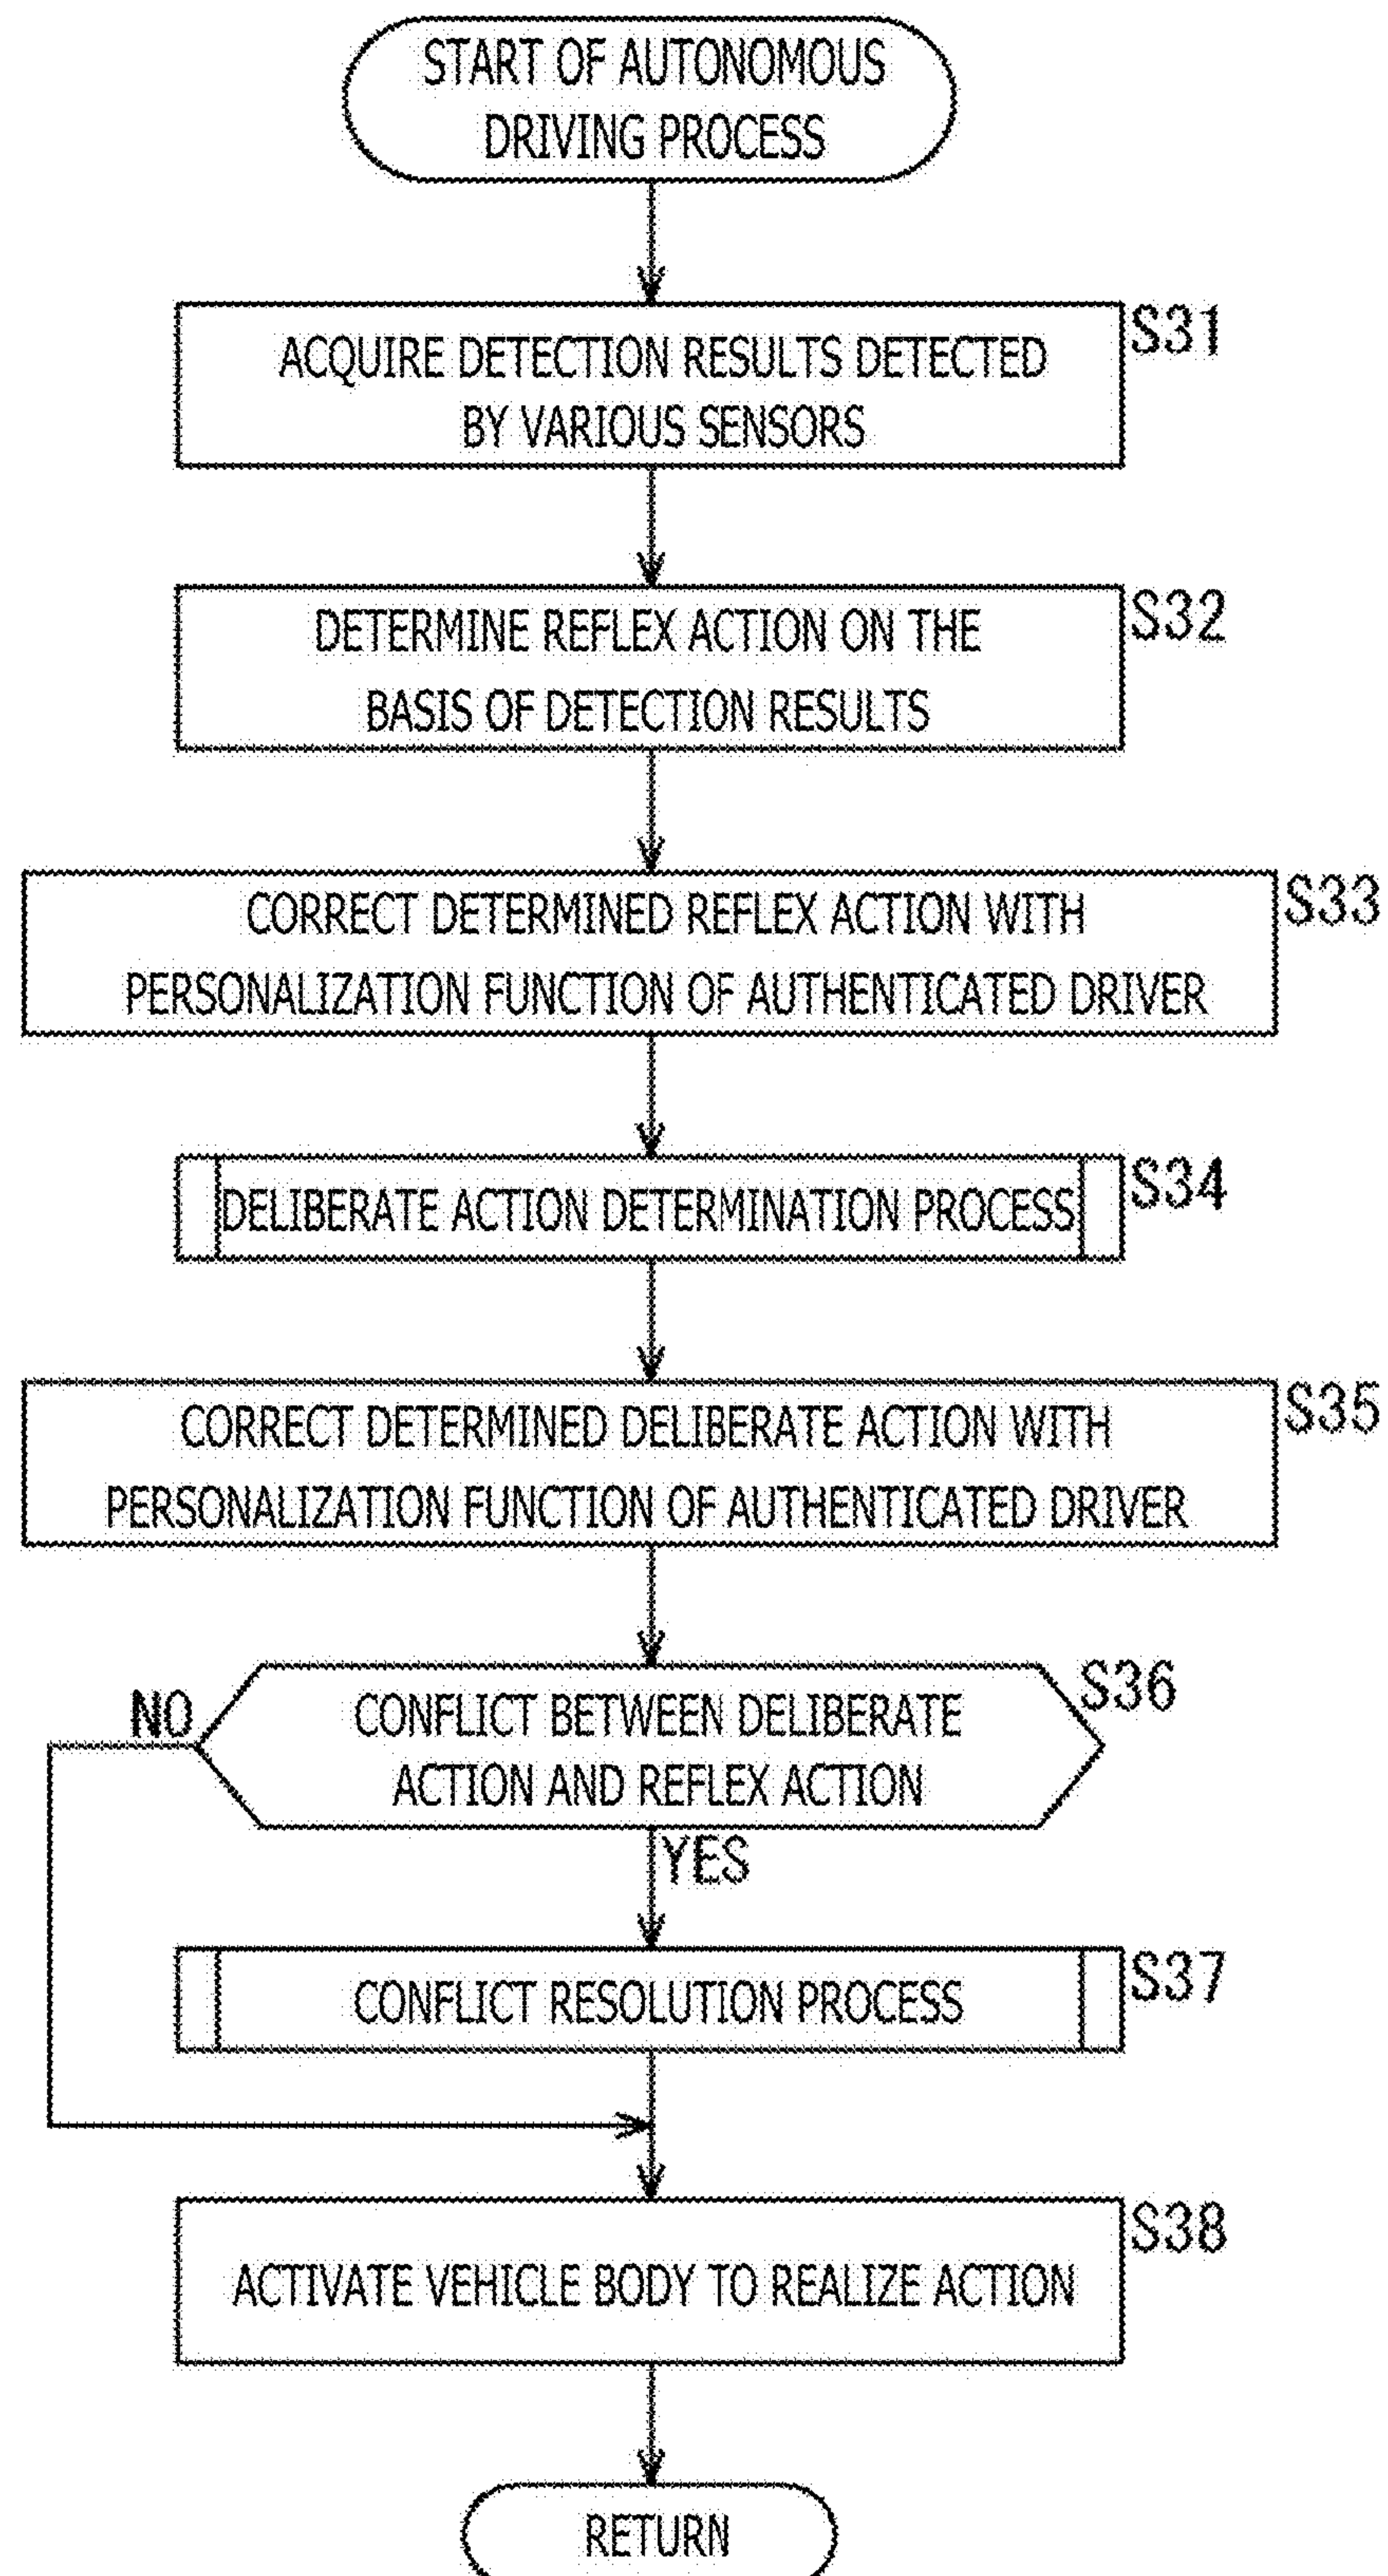 START OF AUTONOMOUS
DRIVING PROCESS
S31
ACQUIRE DETECTION RESULTS DETECTED
BY VARIOUS SENSORS
S32
DETERMINE REFLEX ACTION ON THE
BASIS OF DETECTION RESULTS
S33
CORRECT DETERMINED REFLEX ACTION WITH
PERSONALIZATION FUNCTION OF AUTHENTICATED DRIVER
S34
DELIBERATE ACTION DETERMINATION PROCESS
S35
CORRECT DETERMINED DELIBERATE ACTION WITH
PERSONALIZATION FUNCTION OF AUTHENTICATED DRIVER
S36
NO
CONFLICT BETWEEN DELIBERATE
ACTION AND REFLEX ACTION
YES
S37
CONFLICT RESOLUTION PROCESS
S38
ACTIVATE VEHICLE BODY TO REALIZE ACTION
RETURN